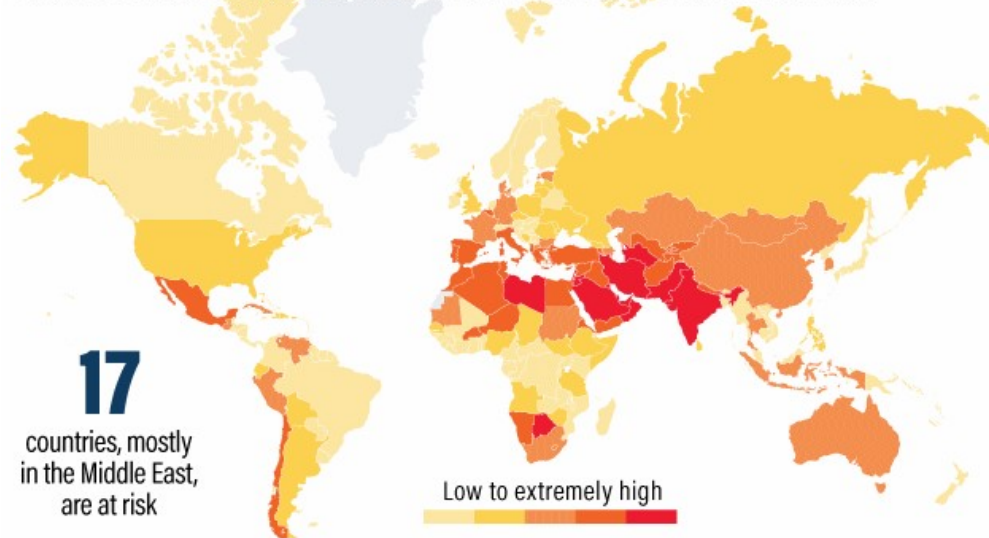 17
countries, mostly
in the Middle East,
are at risk
Low to extremely high